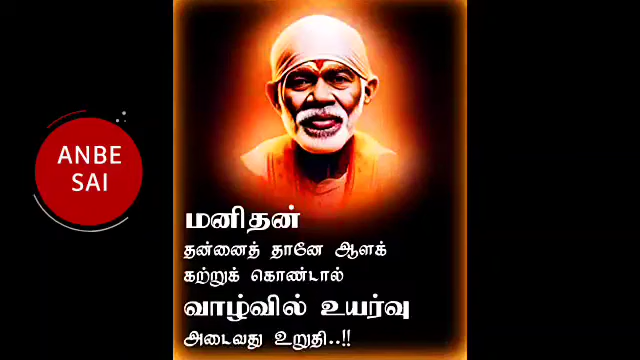 ANBE
SAI
மனிதன்
தன்னைத் தானே ஆளக்
கற்றுக் கொண்டால்
வாழ்வில் உயர்வு
அடைவது உறுதி..!!